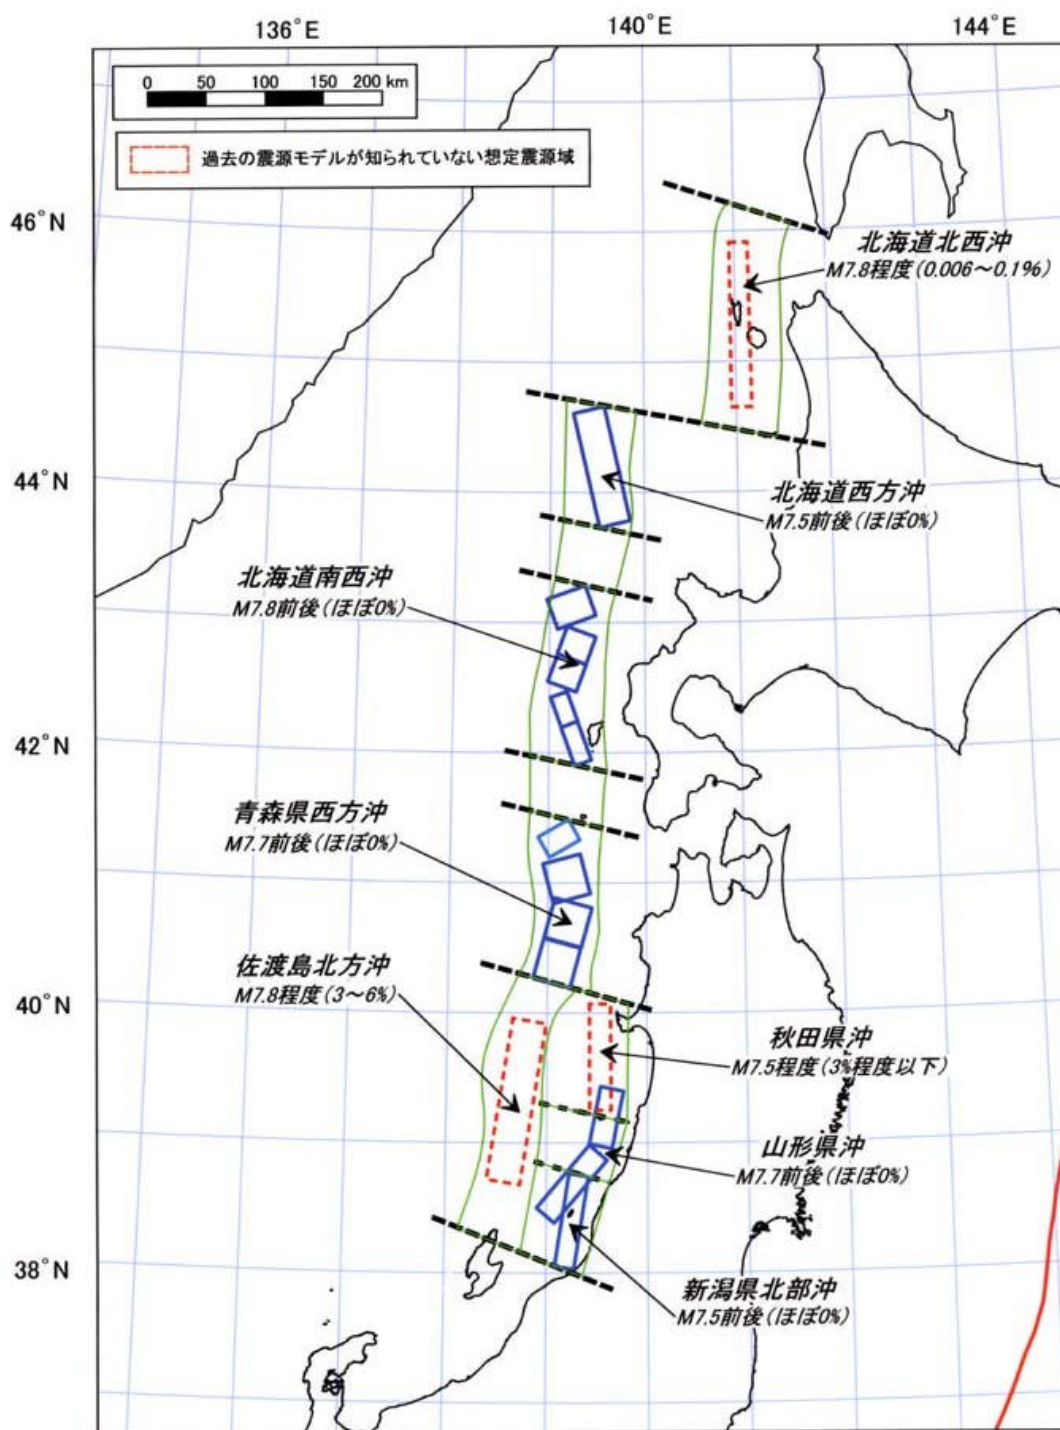 136°E
140°E
144°E
0 50 100 150 200 km
過去の震源モデルが知られていない想定震源域
46°N
北海道北西沖
M7.8程度(0.006～0.1%)
44°N
北海道西方沖
M7.5前後(ほぼ0%)
北海道南西沖
M7.8前後(ほぼ0%)
42°N
青森県西方沖
M7.7前後(ほぼ0%)
佐渡島北方沖
M7.8程度(3～6%)
40°N
秋田県沖
M7.5程度(3%程度以下)
山形県沖
M7.7前後(ほぼ0%)
38°N
新潟県北部沖
M7.5前後(ほぼ0%)